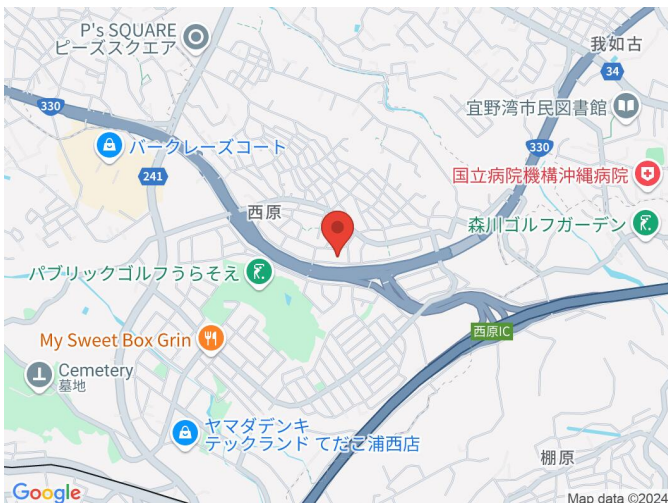 P's SQUARE
ピーズスクエア
我如古
34
330
宜野湾市民図書館
バークレーズコート
330
241
国立病院機構沖縄病院
西原
森川ゴルフガーデン
パブリックゴルフうらそえ
西原IC
My Sweet Box Grin
Cemetery
墓地
ヤマダデンキ
テックランド てだこ浦西店
棚原
Google
Map data ©2024